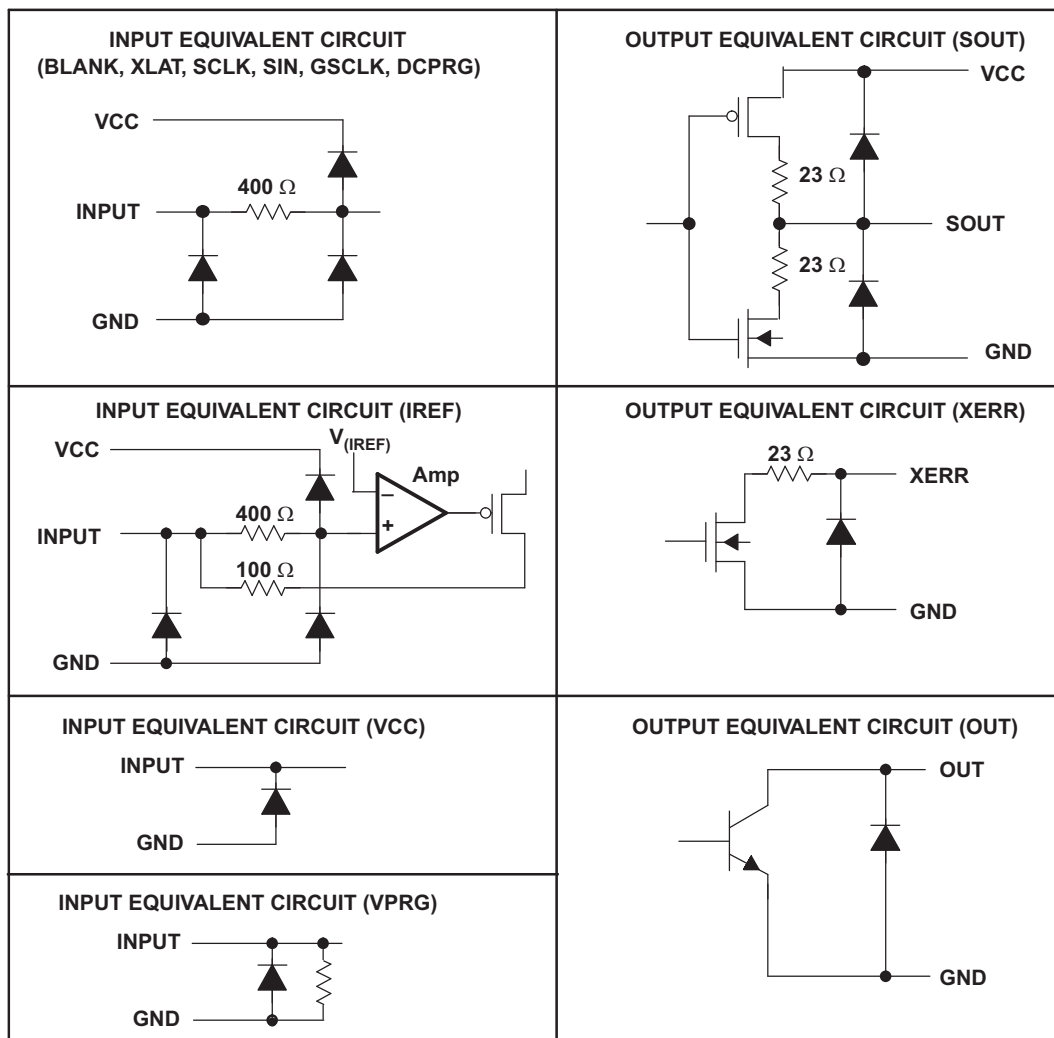 INPUT EQUIVALENT CIRCUIT
(BLANK, XLAT, SCLK, SIN, GSCLK, DCPRG)
VCC
400 Ω
INPUT
GND
OUTPUT EQUIVALENT CIRCUIT (SOUT)
VCC
23 Ω
SOUT
23 Ω
GND
INPUT EQUIVALENT CIRCUIT (IREF)
V(IREF)
VCC
Amp
−
400 Ω
INPUT
+
100 Ω
GND
OUTPUT EQUIVALENT CIRCUIT (XERR)
23 Ω
XERR
GND
INPUT EQUIVALENT CIRCUIT (VCC)
INPUT
GND
OUTPUT EQUIVALENT CIRCUIT (OUT)
OUT
GND
INPUT EQUIVALENT CIRCUIT (VPRG)
INPUT
GND